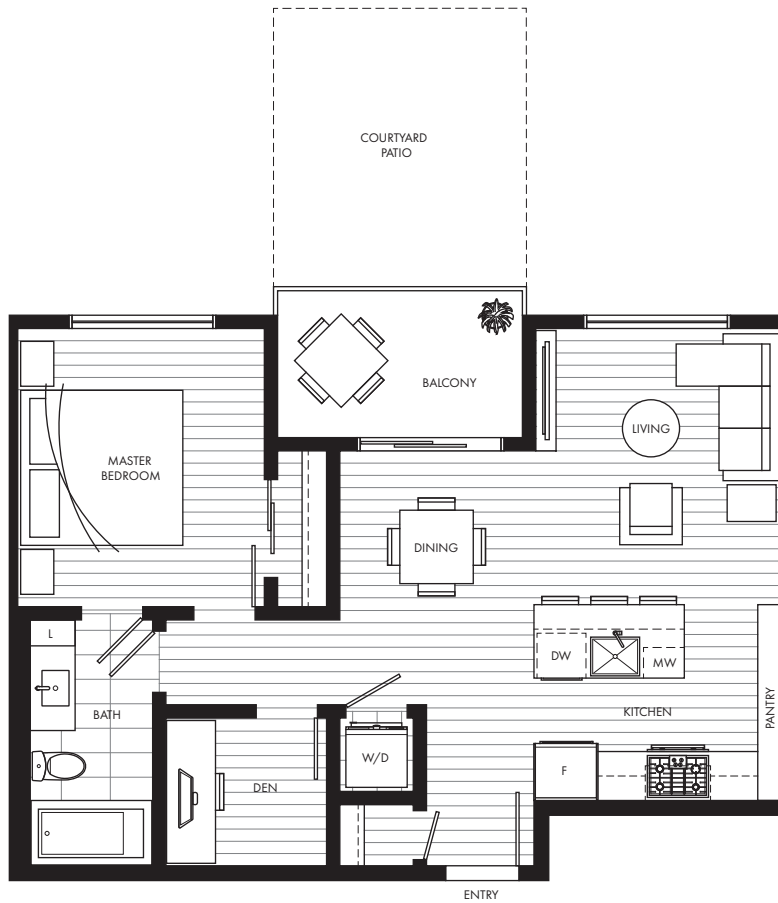 COURTYARD
PATIO
BALCONY
LIVING
MASTER
BEDROOM
DINING
L
DW
MW
BATH
KITCHEN
PANTRY
W/D
F
DEN
ENTRY